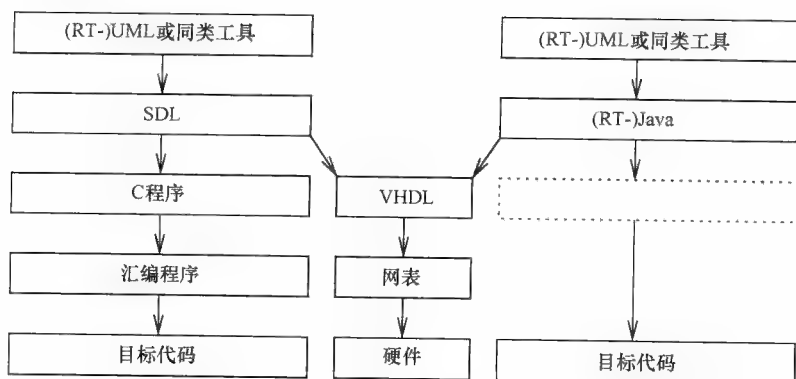 (RT-)UML或同类工具
(RT-)UML或同类工具
SDL
(RT-)Java
C程序
VHDL
汇编程序
网表
目标代码
硬件
目标代码